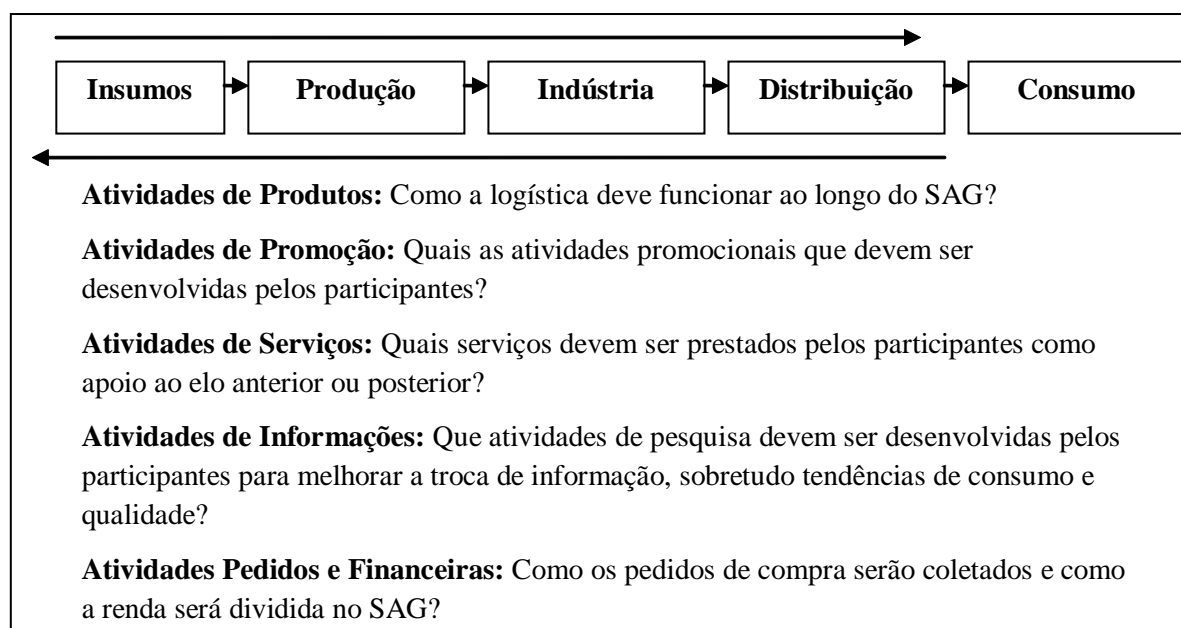 Insumos Produção Indústria Distribuição Consumo
Atividades de Produtos: Como a logística deve funcionar ao longo do SAG?
Atividades de Promoção: Quais as atividades promocionais que devem ser
desenvolvidas pelos participantes?
Atividades de Serviços: Quais serviços devem ser prestados pelos participantes como
apoio ao elo anterior ou posterior?
Atividades de Informações: Que atividades de pesquisa devem ser desenvolvidas pelos
participantes para melhorar a troca de informação, sobretudo tendências de consumo e
qualidade?
Atividades Pedidos e Financeiras: Como os pedidos de compra serão coletados e como
a renda será dividida no SAG?